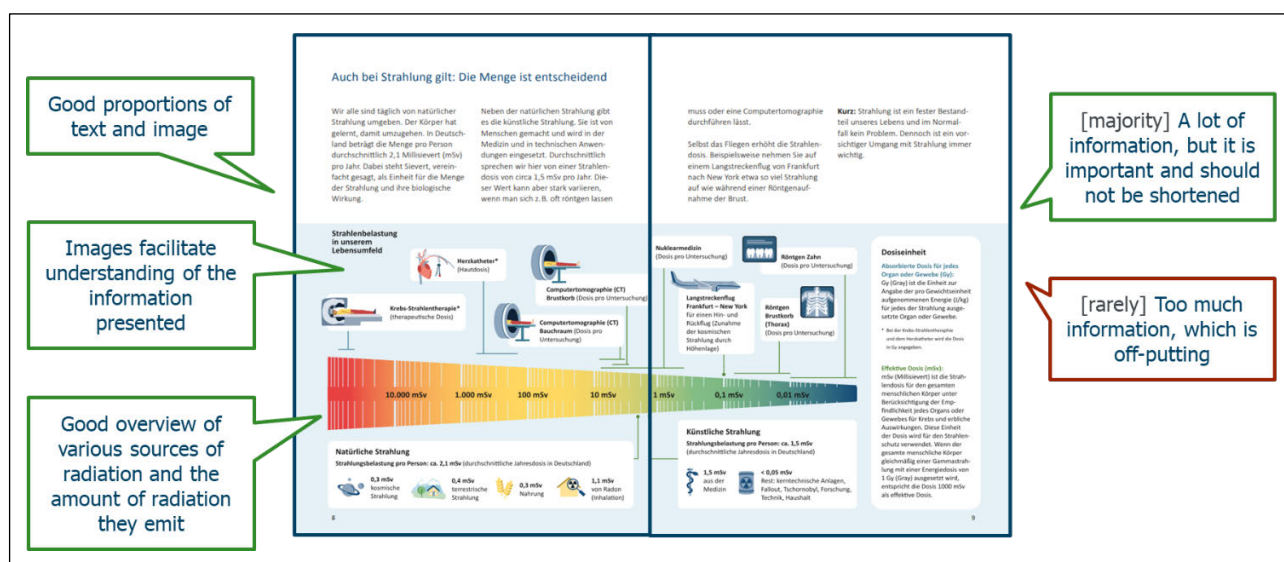 Good proportions of
text and image
Images facilitate
understanding of the
information
presented
Good overview of
various sources of
radiation and the
amount of radiation
they emit
Auch bei Strahlung gilt: Die Menge ist entscheidend
Wir alle sind täglich von natürlicher
Strahlung umgeben. Der Körper hat
gelernt, damit umzugehen. In Deutsch-
land beträgt die Menge pro Person
durchschnittlich 2,1 Millisievert (mSv)
pro Jahr. Dabei steht Sievert, verein-
facht gesagt, als Einheit für die Menge
der Strahlung und ihre biologische
Wirkung.
Neben der natürlichen Strahlung gibt
es die künstliche Strahlung. Sie ist von
Menschen gemacht und wird in der
Medizin und in technischen Anwen-
dungen eingesetzt. Durchschnittlich
sprechen wir hier von einer Strahlen-
dosis von circa 1,5 mSv pro Jahr. Die-
ser Wert kann aber stark variieren,
wenn man sich z. B. oft röntgen lassen
muss oder eine Computertomographie
durchführen lässt.
Selbst das Fliegen erhöht die Strahlen-
dosis. Beispielsweise nehmen Sie auf
einem Langstreckenflug von Frankfurt
nach New York etwa so viel Strahlung
auf wie während einer Röntgenauf-
nahme der Brust.
Kurz: Strahlung ist ein fester Bestand-
teil unseres Lebens und im Normal-
fall kein Problem. Dennoch ist ein vor-
sichtiger Umgang mit Strahlung immer
wichtig.
Strahlenbelastung
in unserem
Lebensumfeld
Herzkatheter*
(Hautdosis)
Krebs-Strahlentherapie*
(therapeutische Dosis)
Computertomographie (CT)
Brustkorb (Dosis pro Untersuchung)
Computertomographie (CT)
Bauchraum (Dosis pro
Untersuchung)
Nuklearmedizin
(Dosis pro Untersuchung)
Langstreckenflug
Frankfurt – New York
für einen Hin- und
Rückflug (Zunahme
der kosmischen
Strahlung durch
Höhenlage)
Röntgen Zahn
(Dosis pro Untersuchung)
Röntgen
Brustkorb
(Thorax)
(Dosis pro
Untersuchung)
10.000 mSv
1.000 mSv
100 mSv
10 mSv
1 mSv
0,1 mSv
0,01 mSv
Natürliche Strahlung
Strahlungsbelastung pro Person: ca. 2,1 mSv (durchschnittliche Jahresdosis in Deutschland)
0,3 mSv
kosmische
Strahlung
0,4 mSv
terrestrische
Strahlung
0,3 mSv
Nahrung
1,1 mSv
von Radon
(Inhalation)
Künstliche Strahlung
Strahlungsbelastung pro Person: ca. 1,5 mSv
(durchschnittliche Jahresdosis in Deutschland)
1,5 mSv
aus der
Medizin
< 0,05 mSv
Rest: kerntechnische Anlagen,
Fallout, Tschornobyl, Forschung,
Technik, Haushalt
Dosiseinheit
Absorbierte Dosis für jedes
Organ oder Gewebe (Gy):
Gy (Gray) ist die Einheit zur
Angabe der pro Gewichtseinheit
aufgenommenen Energie (J/kg)
für jedes der Strahlung ausge-
setzte Organ oder Gewebe.
* Bei der Krebs-Strahlentheraphie
und dem Herzkatheter wird die Dosis
in Gy angegeben.
Effektive Dosis (mSv):
mSv (Millisievert) ist die Strah-
lendosis für den gesamten
menschlichen Körper unter
Berücksichtigung der Emp-
findlichkeit jedes Organs oder
Gewebes für Krebs und erbliche
Auswirkungen. Diese Einheit
der Dosis wird für den Strahlen-
schutz verwendet. Wenn der
gesamte menschliche Körper
gleichmäßig einer Gammastrah-
lung mit einer Energiedosis von
1 Gy (Gray) ausgesetzt wird,
entspricht die Dosis 1000 mSv
als effektive Dosis.
8
9
[majority] A lot of
information, but it is
important and should
not be shortened
[rarely] Too much
information, which is
off-putting